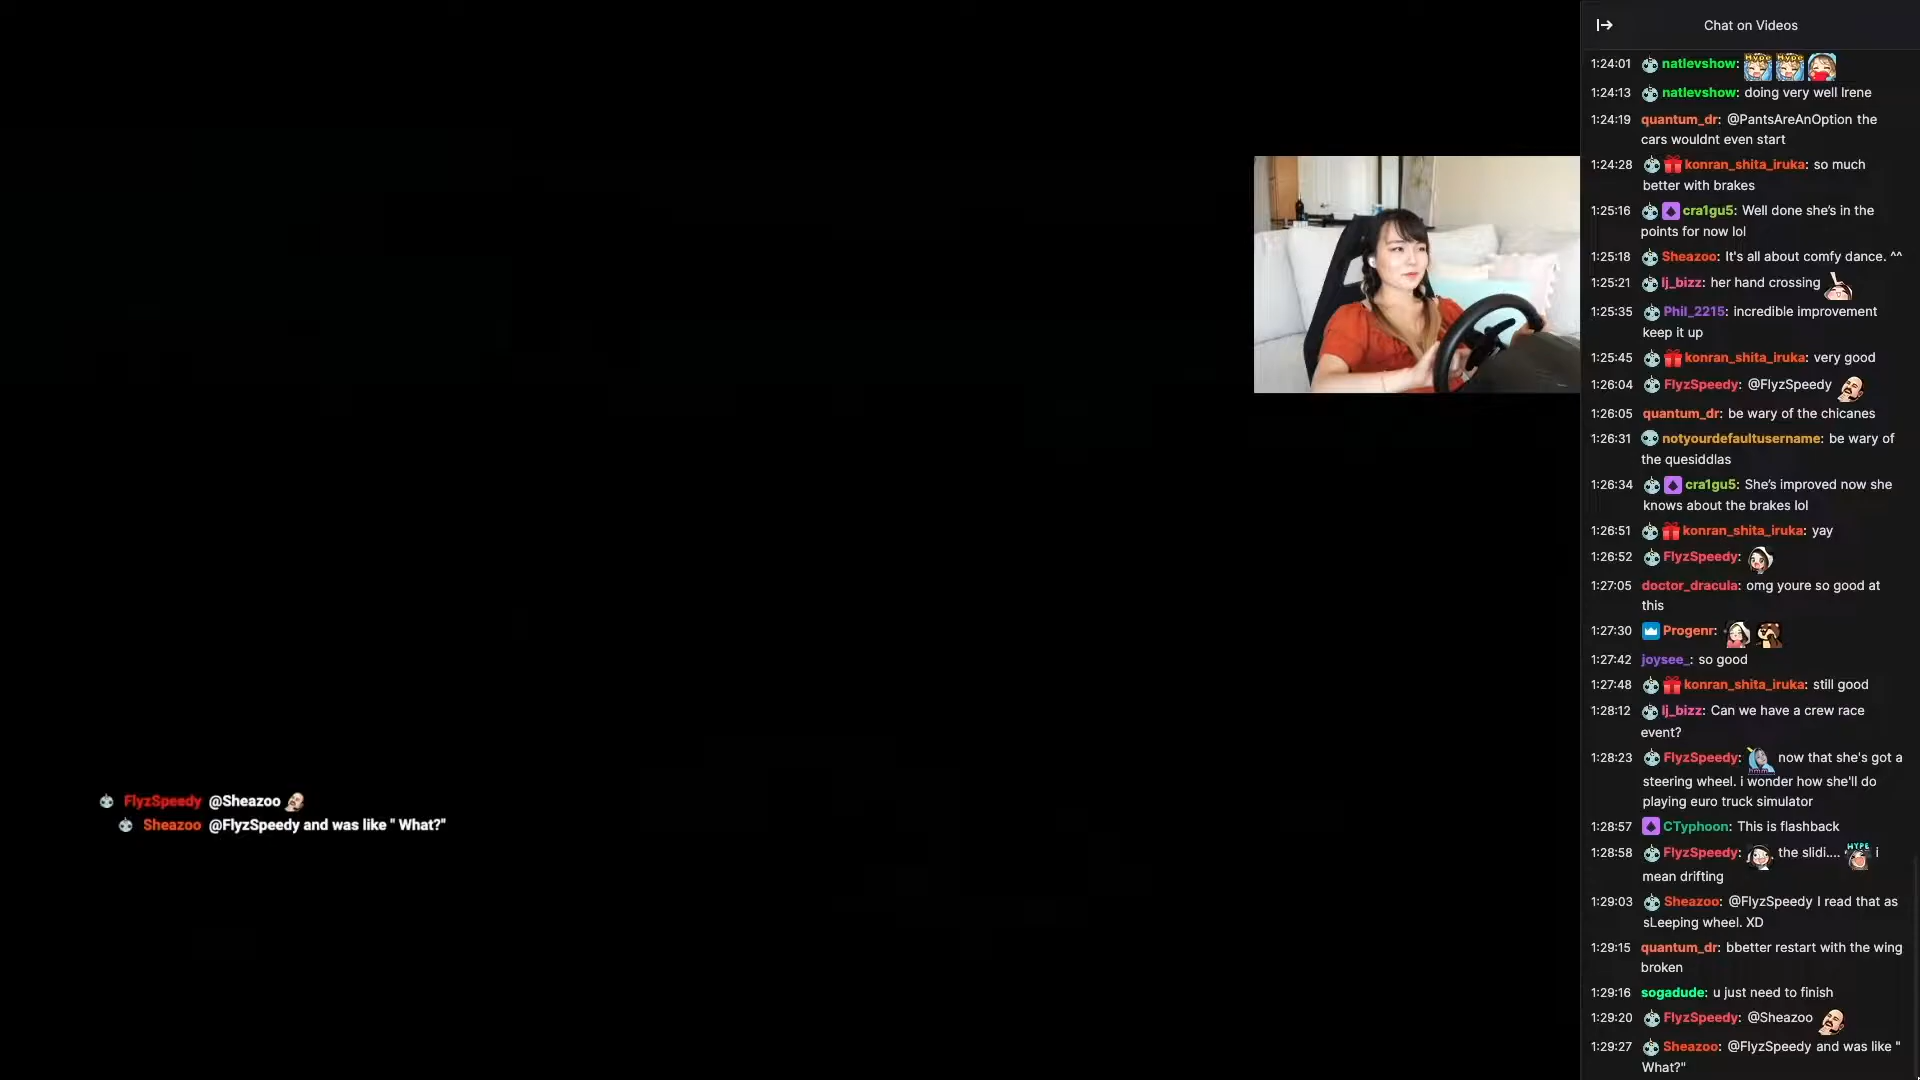 Chat on Videos
1:24:01 natlevshow:
1:24:13 natlevshow: doing very well Irene
1:24:19 quantum_dr: @PantsAreAnOption the
cars wouldnt even start
1:24:28 konran_shita_iruka: so much
better with brakes
1:25:16 cra1gu5: Well done she's in the
points for now lol
1:25:18 Sheazoo: It's all about comfy dance. ^^
1:25:21 lj_bizz: her hand crossing
1:25:35 Phil_2215: incredible improvement
keep it up
1:25:45 konran_shita_iruka: very good
1:26:04 FlyzSpeedy: @FlyzSpeedy
1:26:05 quantum_dr: be wary of the chicanes
1:26:31 notyourdefaultusername: be wary of
the quesiddlas
1:26:34 cra1gu5: She's improved now she
knows about the brakes lol
1:26:51 konran_shita_iruka: yay
1:26:52 FlyzSpeedy:
1:27:05 doctor_dracula: omg youre so good at
this
1:27:30 Progenr:
1:27:42 joysee_: so good
1:27:48 konran_shita_iruka: still good
1:28:12 lj_bizz: Can we have a crew race
event?
1:28:23 FlyzSpeedy: now that she's got a
steering wheel. i wonder how she'll do
playing euro truck simulator
1:28:57 CTyphoon: This is flashback
1:28:58 FlyzSpeedy: the slidi.... HYPE i
mean drifting
1:29:03 Sheazoo: @FlyzSpeedy I read that as
sLeeping wheel. XD
1:29:15 quantum_dr: bbetter restart with the wing
broken
1:29:16 sogadude: u just need to finish
1:29:20 FlyzSpeedy: @Sheazoo
1:29:27 Sheazoo: @FlyzSpeedy and was like "
What?"
FlyzSpeedy @Sheazoo
Sheazoo @FlyzSpeedy and was like " What?"